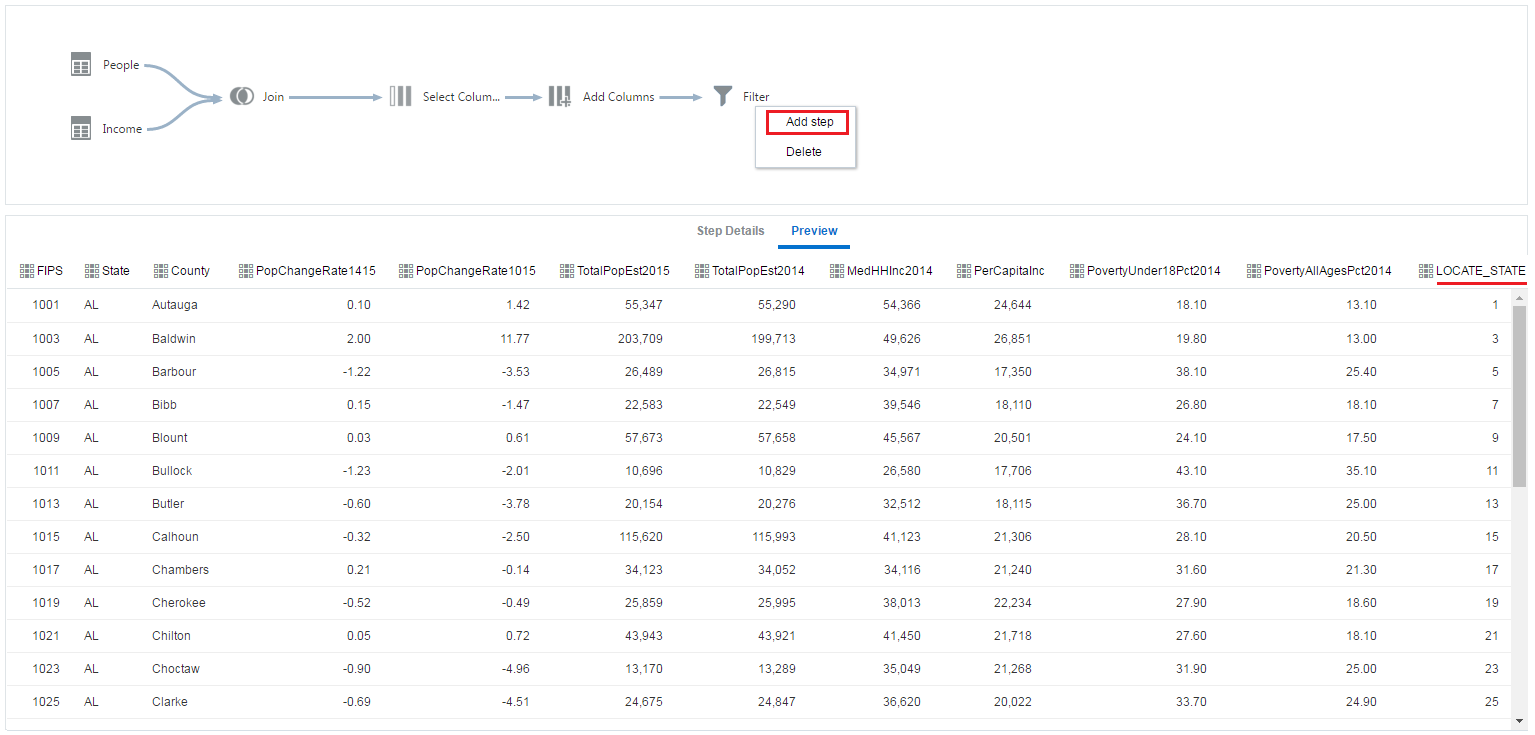 People
Income
Join
Select Colum...
Add Columns
Filter
Add step
Delete
Step Details Preview
FIPS State County PopChangeRate1415 PopChangeRate1015 TotalPopEst2015 TotalPopEst2014 MedHHInc2014 PerCapitaInc PovertyUnder18Pct2014 PovertyAllAgesPct2014 LOCATE_STATE
1001 AL Autauga 0.10 1.42 55,347 55,290 54,366 24,644 18.10 13.10 1
1003 AL Baldwin 2.00 11.77 203,709 199,713 49,626 26,851 19.80 13.00 3
1005 AL Barbour -1.22 -3.53 26,489 26,815 34,971 17,350 38.10 25.40 5
1007 AL Bibb 0.15 -1.47 22,583 22,549 39,546 18,110 26.80 18.10 7
1009 AL Blount 0.03 0.61 57,673 57,658 45,567 20,501 24.10 17.50 9
1011 AL Bullock -1.23 -2.01 10,696 10,829 26,580 17,706 43.10 35.10 11
1013 AL Butler -0.60 -3.78 20,154 20,276 32,512 18,115 36.70 25.00 13
1015 AL Calhoun -0.32 -2.50 115,620 115,993 41,123 21,306 28.10 20.50 15
1017 AL Chambers 0.21 -0.14 34,123 34,052 34,116 21,240 31.60 21.30 17
1019 AL Cherokee -0.52 -0.49 25,859 25,995 38,013 22,234 27.90 18.60 19
1021 AL Chilton 0.05 0.72 43,943 43,921 41,450 21,718 27.60 18.10 21
1023 AL Choctaw -0.90 -4.96 13,170 13,289 35,049 21,268 31.90 25.00 23
1025 AL Clarke -0.69 -4.51 24,675 24,847 36,620 20,022 33.70 24.90 25